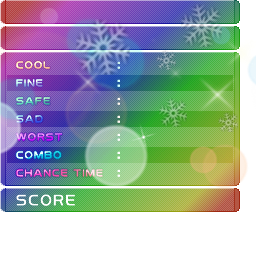 COOL :
FINE :
SAFE :
SAD :
WORST :
COMBO :
CHANCE TIME :
SCORE